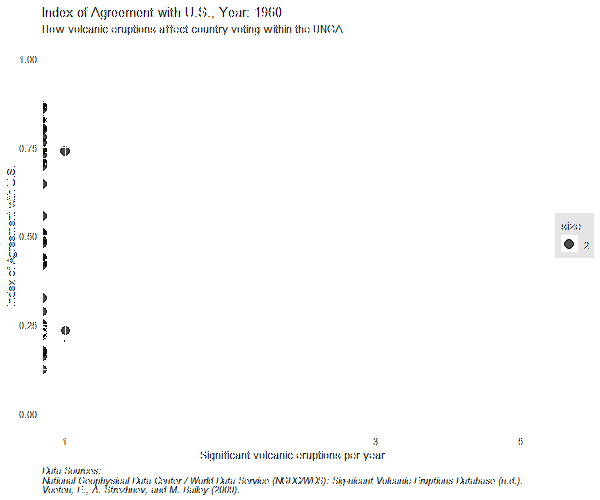 Index of Agreement with U.S., Year: 1960
How volcanic eruptions affect country voting within the UNGA
1.00
0.75
0.50
0.25
0.00
Index of Agreement with U.S.
size
2
1
3
5
Significant volcanic eruptions per year
Data Sources:
National Geophysical Data Center / World Data Service (NGDC/WDS): Significant Volcanic Eruptions Database (n.d.).
Voeten, E., A. Strezhnev, and M. Bailey (2009).